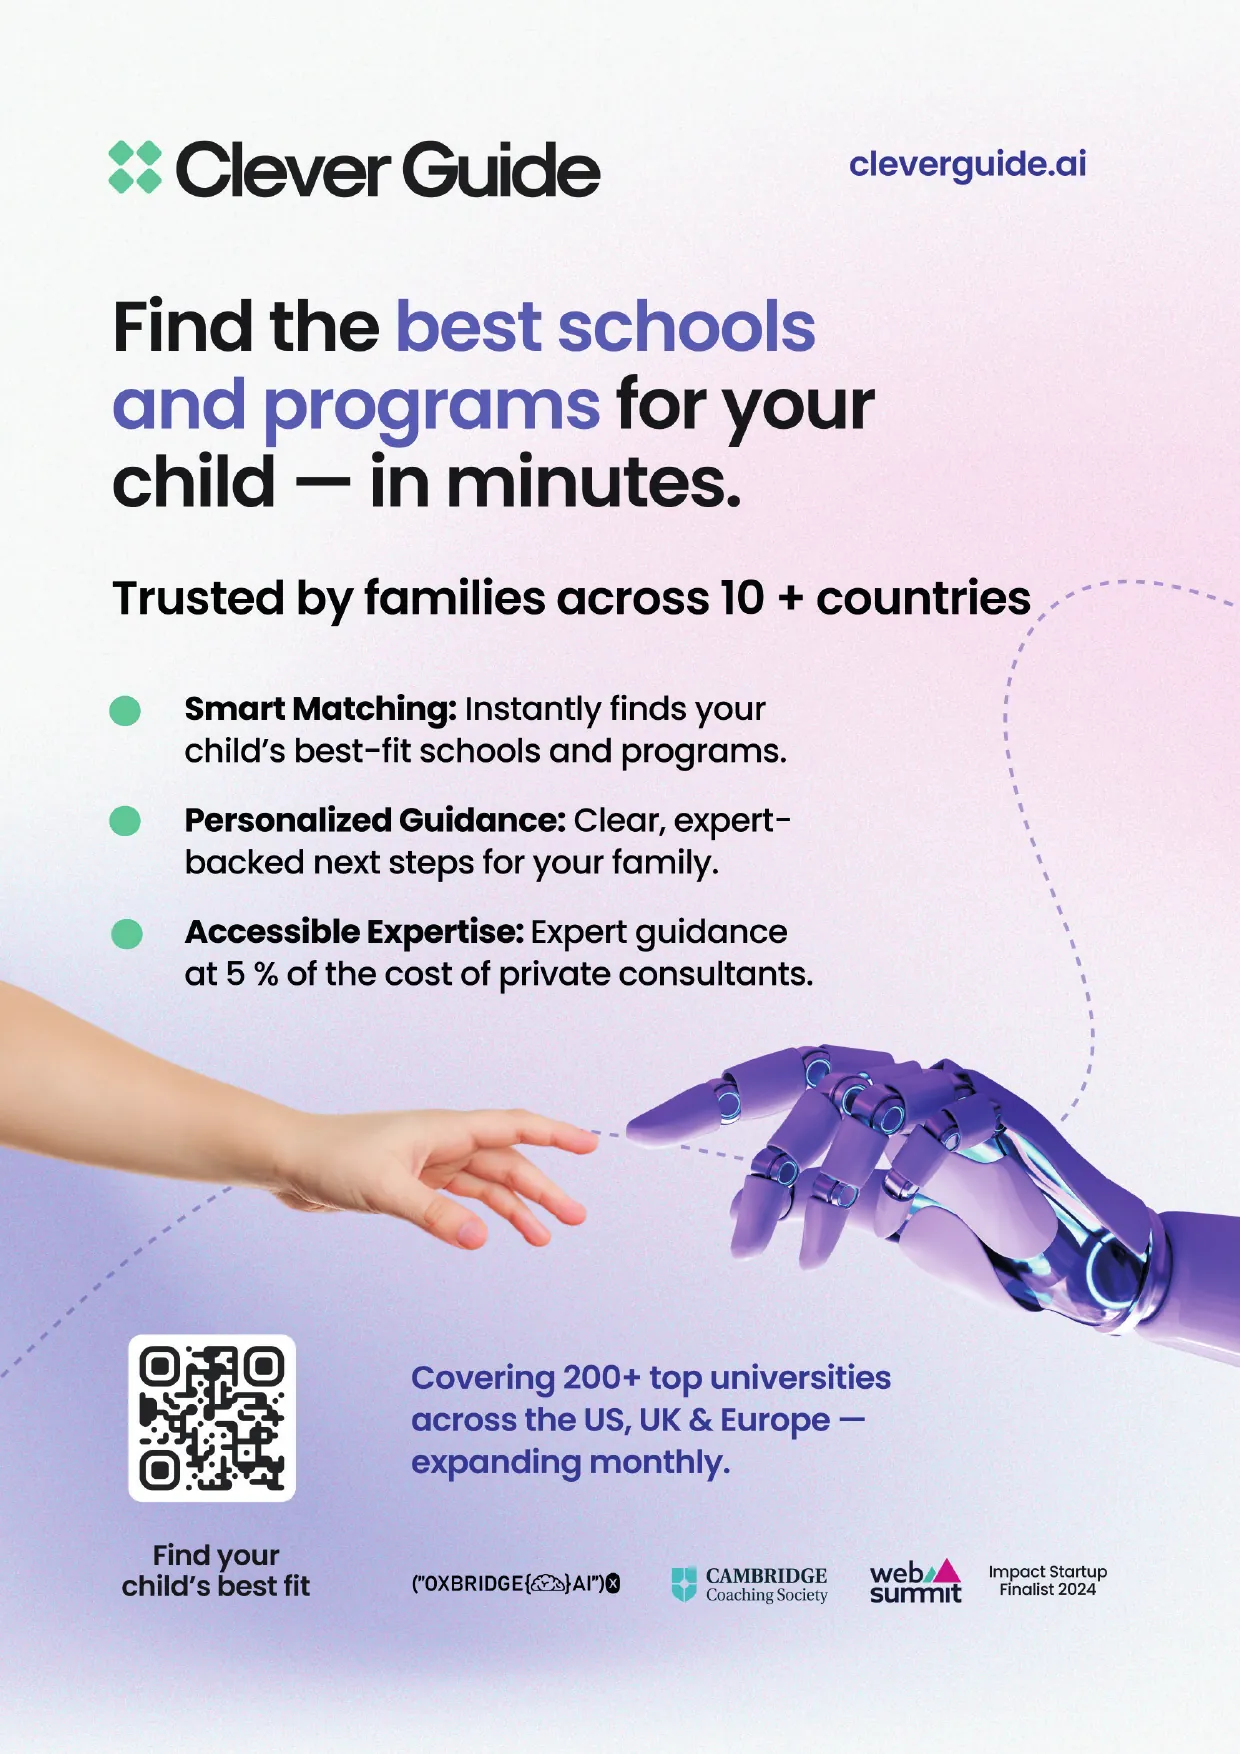 Clever Guide
cleverguide.ai
Find the best schools
and programs for your
child — in minutes.
Trusted by families across 10 + countries
Smart Matching: Instantly finds your
child’s best-fit schools and programs.
Personalized Guidance: Clear, expert-
backed next steps for your family.
Accessible Expertise: Expert guidance
at 5 % of the cost of private consultants.
Covering 200+ top universities
across the US, UK & Europe —
expanding monthly.
Find your
child’s best fit
("OXBRIDGE{}AI")X
CAMBRIDGE
Coaching Society
web
summit
Impact Startup
Finalist 2024